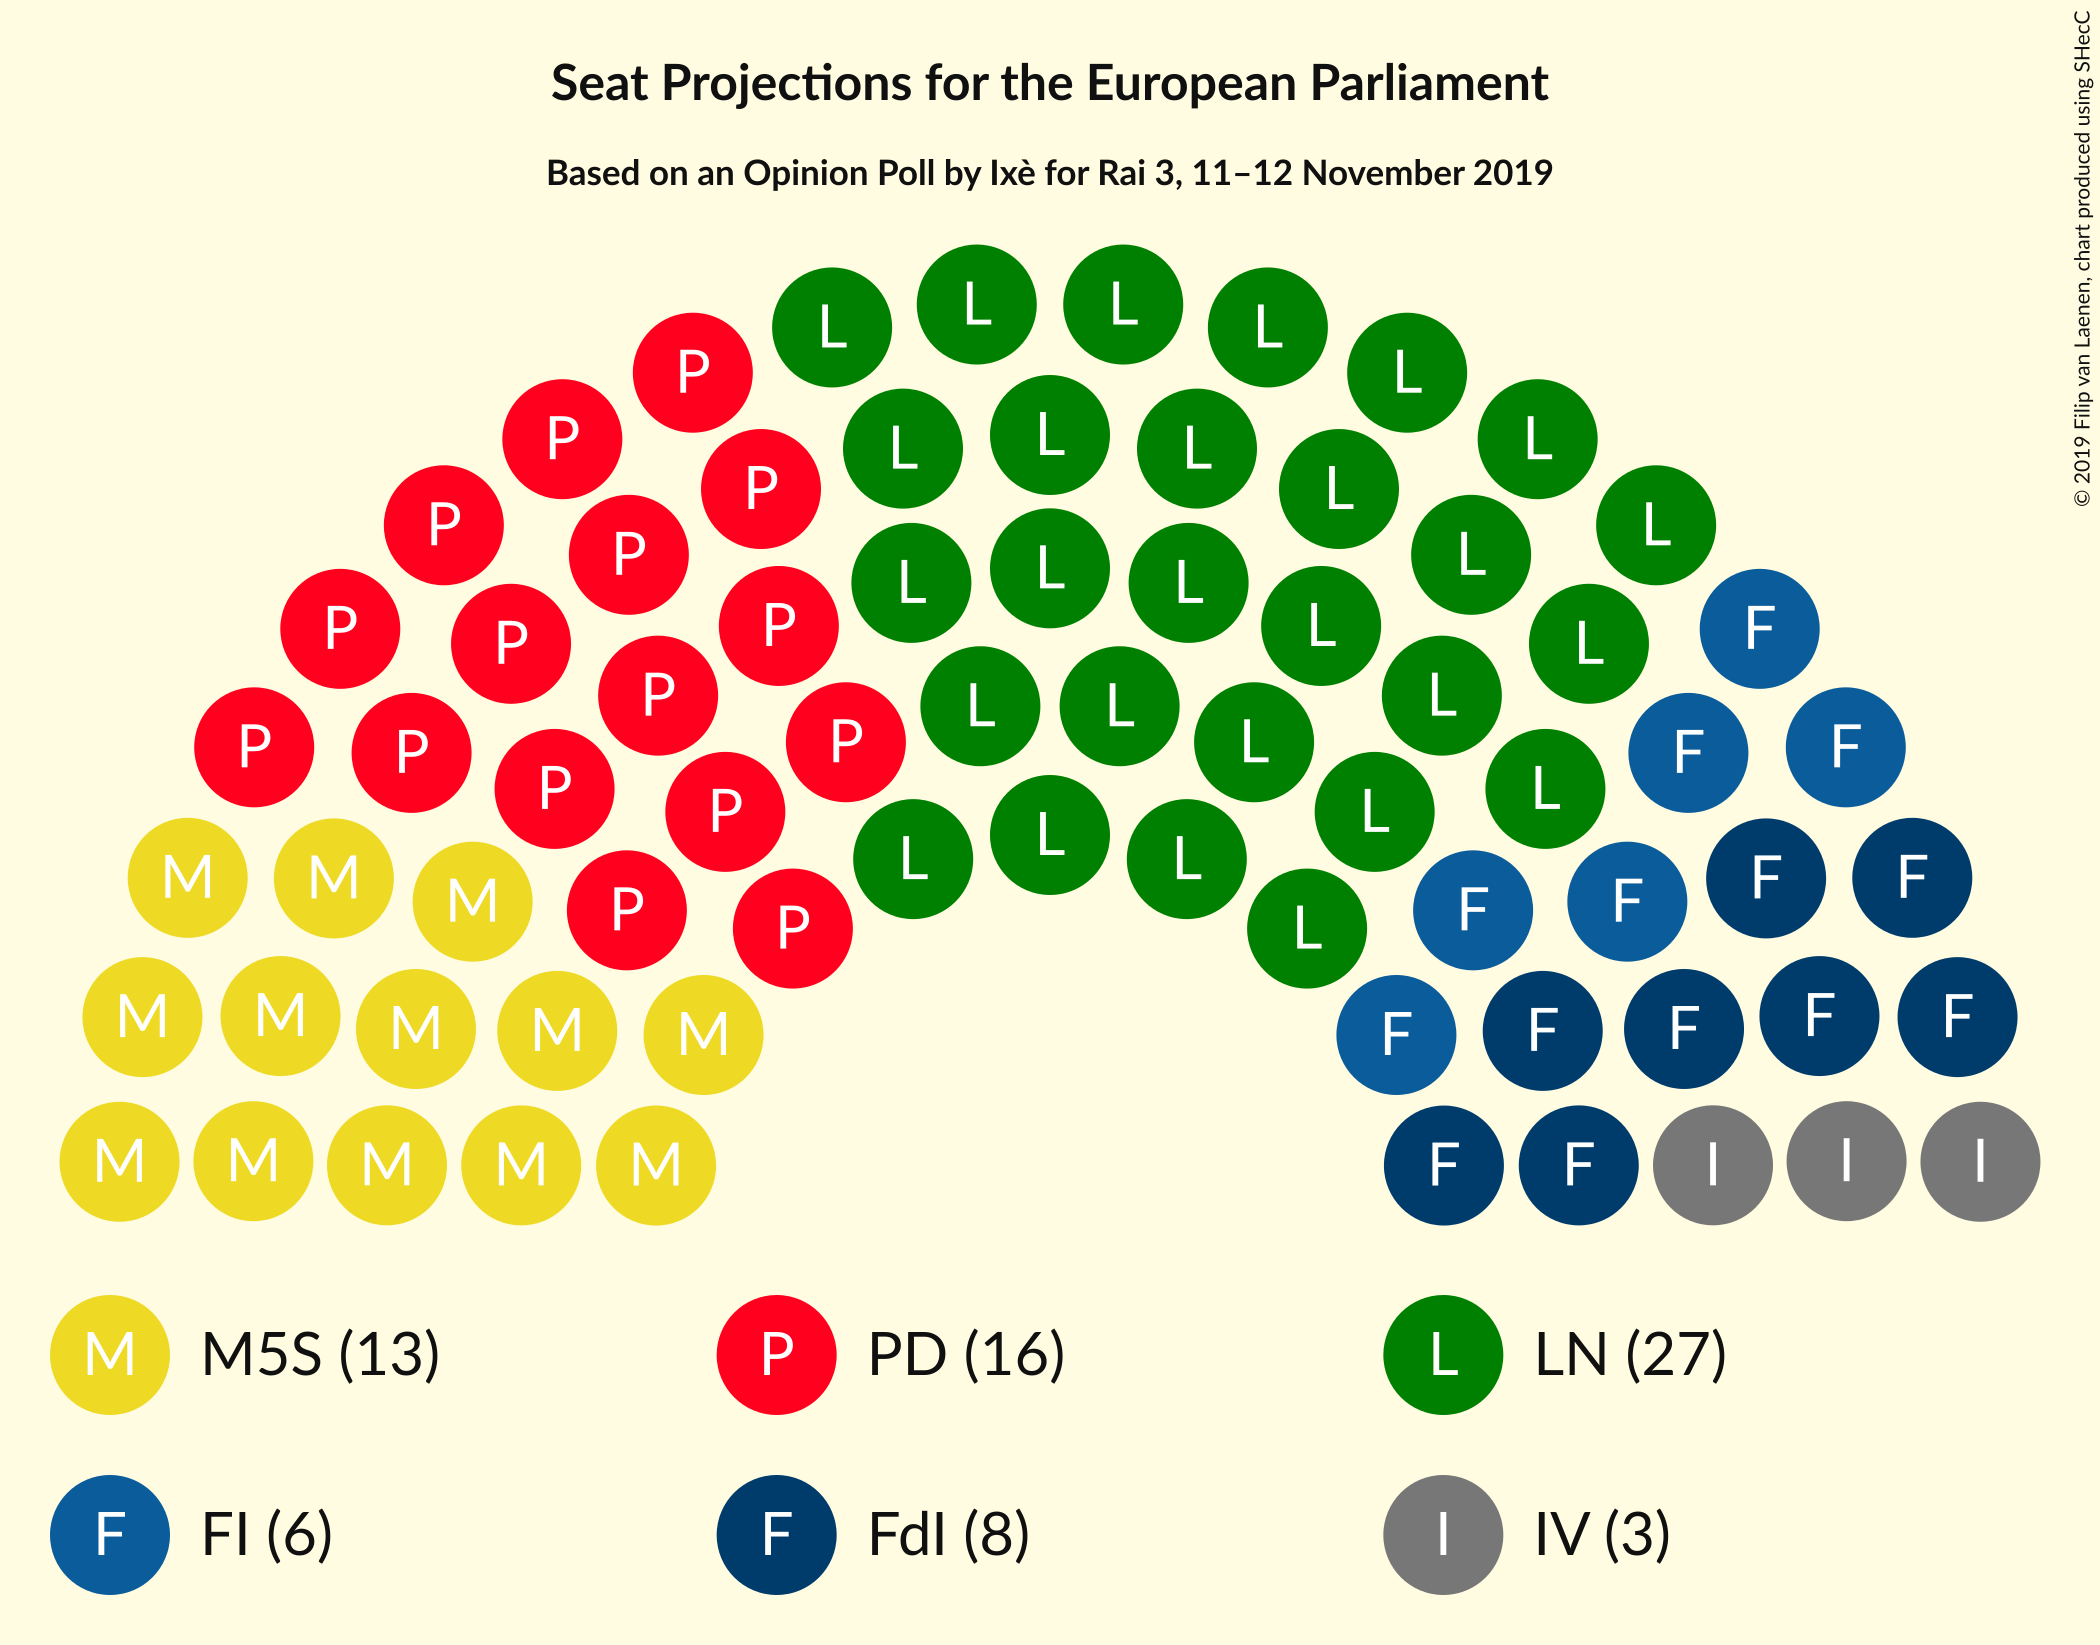 Seat Projections for the European Parliament
Based on an Opinion Poll by Ixè for Rai 3, 11–12 November 2019
© 2019 Filip van Laenen, chart produced using SHecC
L L L L
P L
P L L L L
P L L P
P L L
P L L L P
P L L F
P P L L L L
P P L L F F
P P P L L
M M M P P L L L L F F F F
M M M M M F F F F F
M M M M M F F I I I
M M5S (13) P PD (16) L LN (27)
F FI (6) F FdI (8) I IV (3)